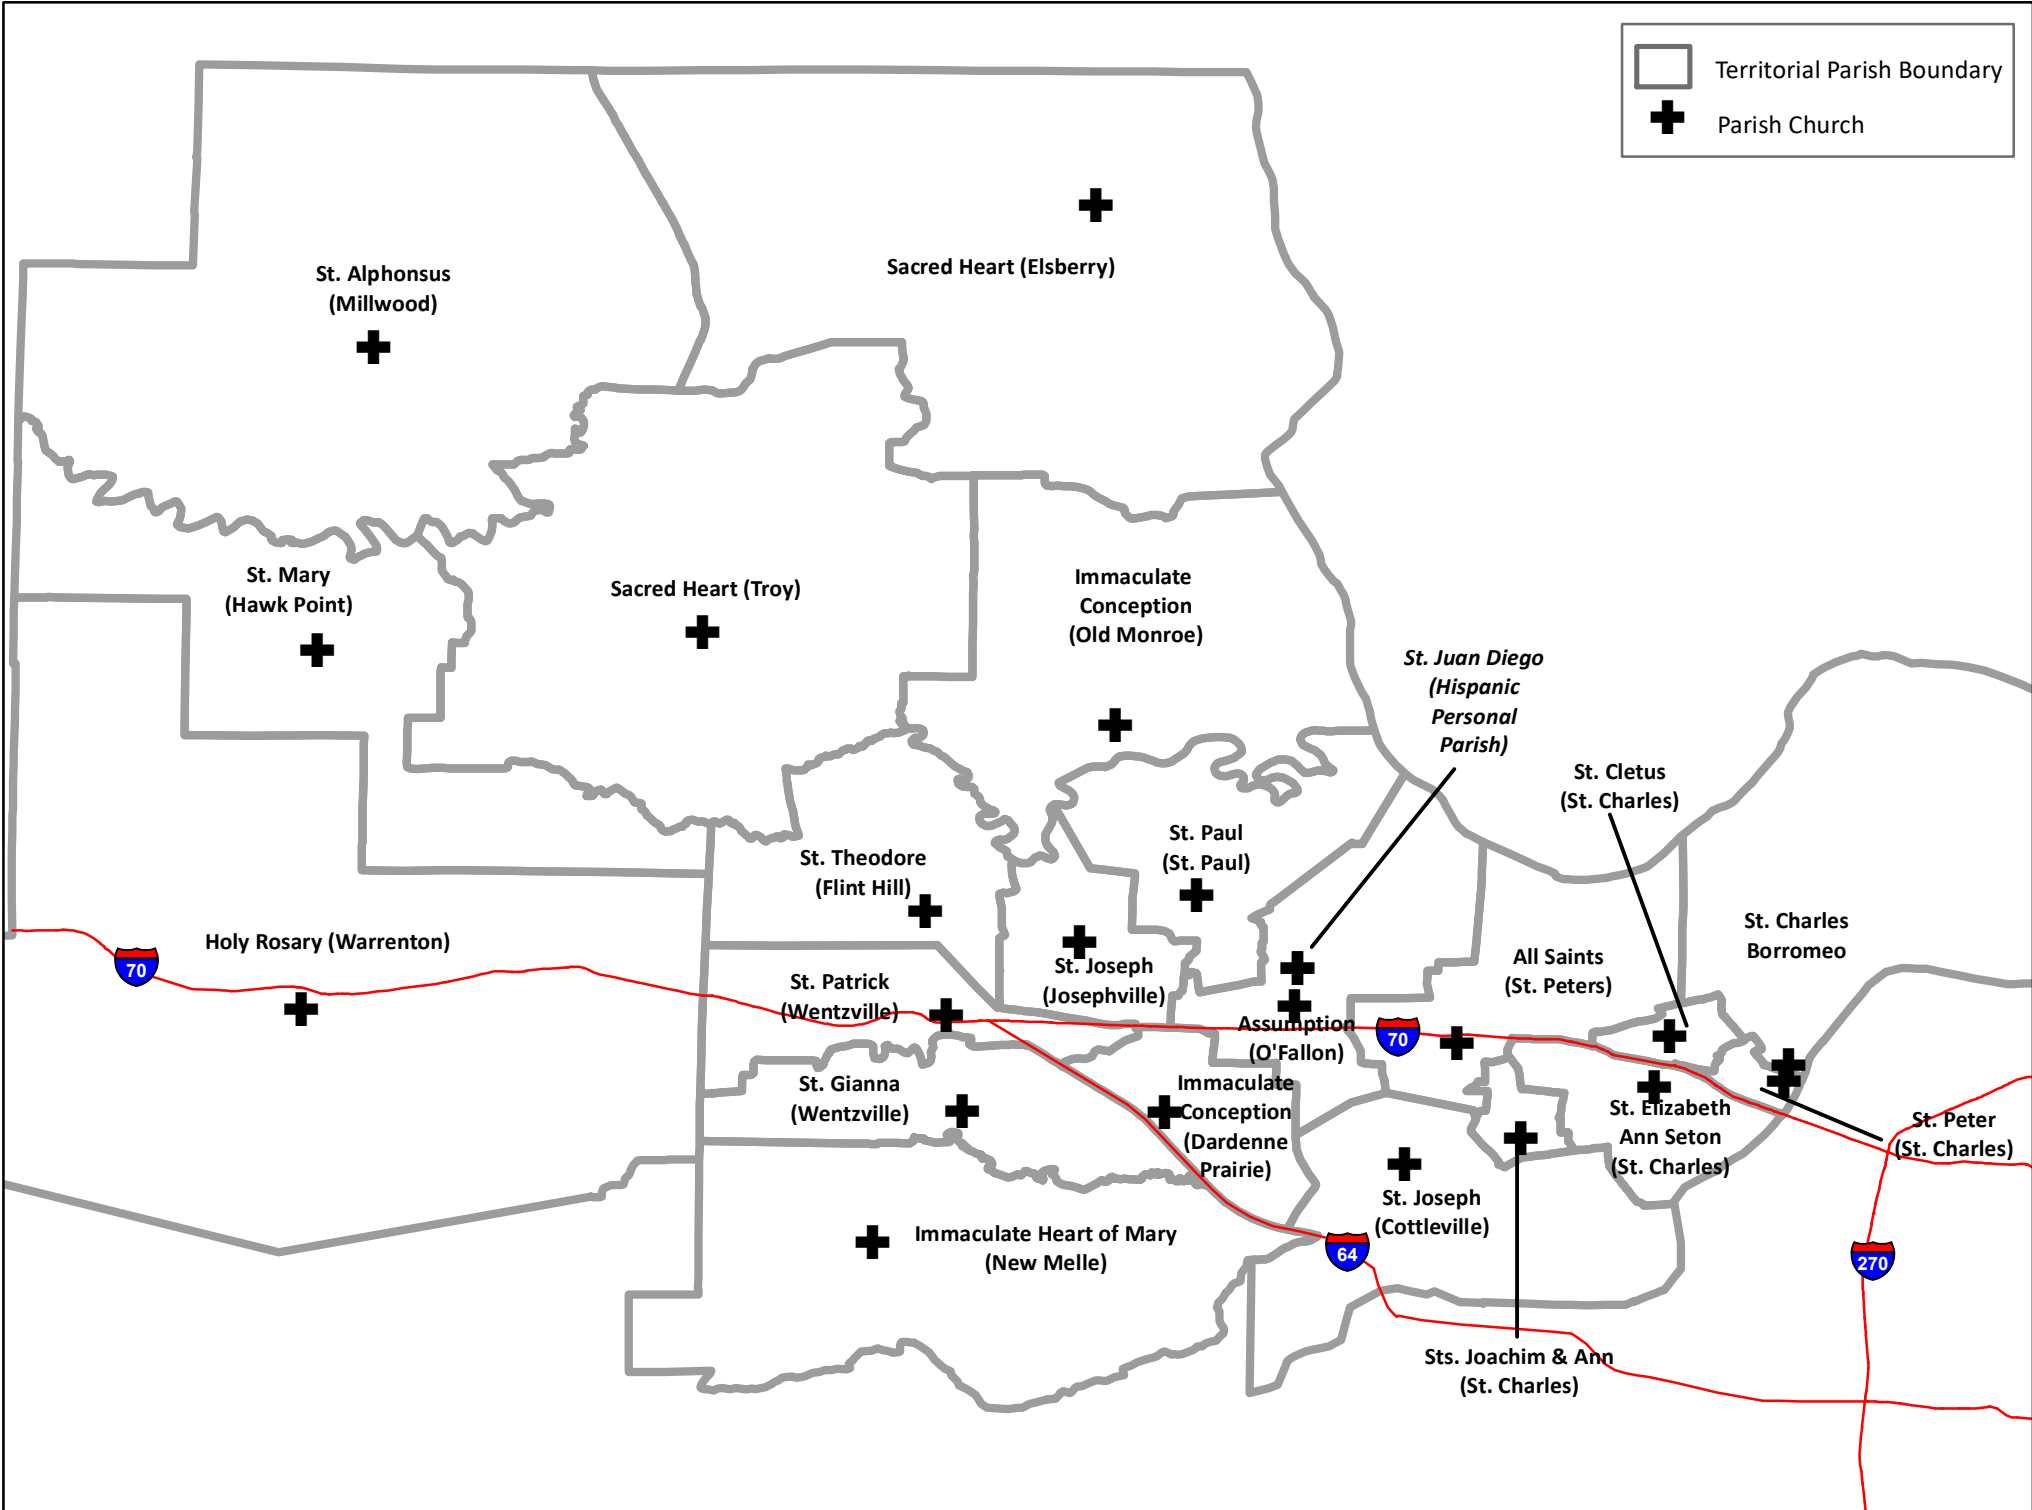 Territorial Parish Boundary
Parish Church
St. Alphonsus
(Millwood)
Sacred Heart (Elsberry)
St. Mary
(Hawk Point)
Sacred Heart (Troy)
Immaculate
Conception
(Old Monroe)
St. Juan Diego
(Hispanic
Personal
Parish)
St. Cletus
(St. Charles)
St. Paul
(St. Paul)
St. Theodore
(Flint Hill)
Holy Rosary (Warrenton)
70
St. Patrick
(Wentzville)
St. Joseph
(Josephville)
Assumption
(O'Fallon)
70
All Saints
(St. Peters)
St. Charles
Borromeo
St. Gianna
(Wentzville)
Immaculate
Conception
(Dardenne
Prairie)
St. Elizabeth
Ann Seton
(St. Charles)
St. Peter
(St. Charles)
St. Joseph
(Cottleville)
Immaculate Heart of Mary
(New Melle)
64
270
Sts. Joachim & Ann
(St. Charles)